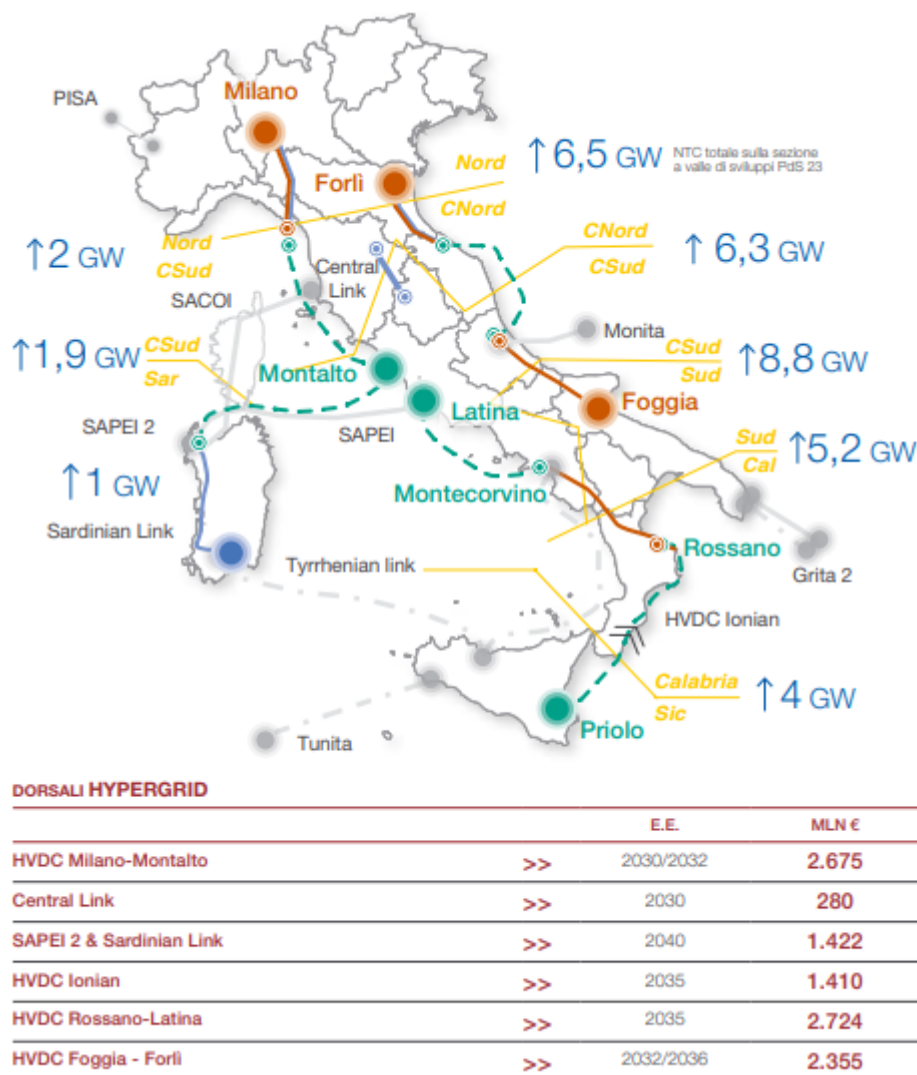 PISA
Milano
Forlì
Nord
CNord
↑6,5 GW
NTC totale sulla sezione
a valle di sviluppi PdS 23
Nord
CSud
↑2 GW
Central
Link
SACOI
CNord
CSud
↑6,3 GW
Monita
↑1,9 GW
CSud
Sar
Montalto
CSud
Sud
↑8,8 GW
Latina
Foggia
SAPEI 2
SAPEI
↑1 GW
Montecorvino
Sud
Cal
↑5,2 GW
Sardinian Link
Rossano
Tyrrhenian link
Grita 2
HVDC Ionian
Calabria
Sic
↑4 GW
Priolo
Tunita
DORSALI HYPERGRID
E.E. MLN €
HVDC Milano-Montalto >> 2030/2032 2.675
Central Link >> 2030 280
SAPEI 2 & Sardinian Link >> 2040 1.422
HVDC Ionian >> 2035 1.410
HVDC Rossano-Latina >> 2035 2.724
HVDC Foggia - Forlì >> 2032/2036 2.355